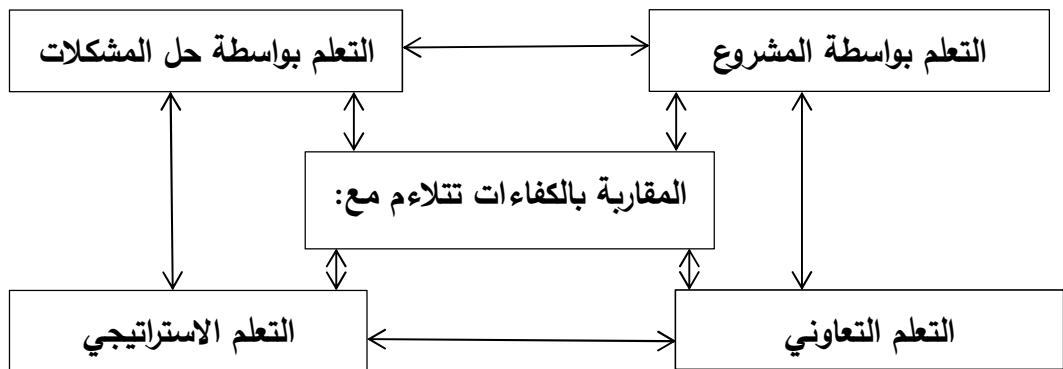 التعلم بواسطة المشروع
التعلم بواسطة حل المشكلات
المقاربة بالكفاءات تتلاءم مع:
التعلم التعاوني
التعلم الاستراتيجي